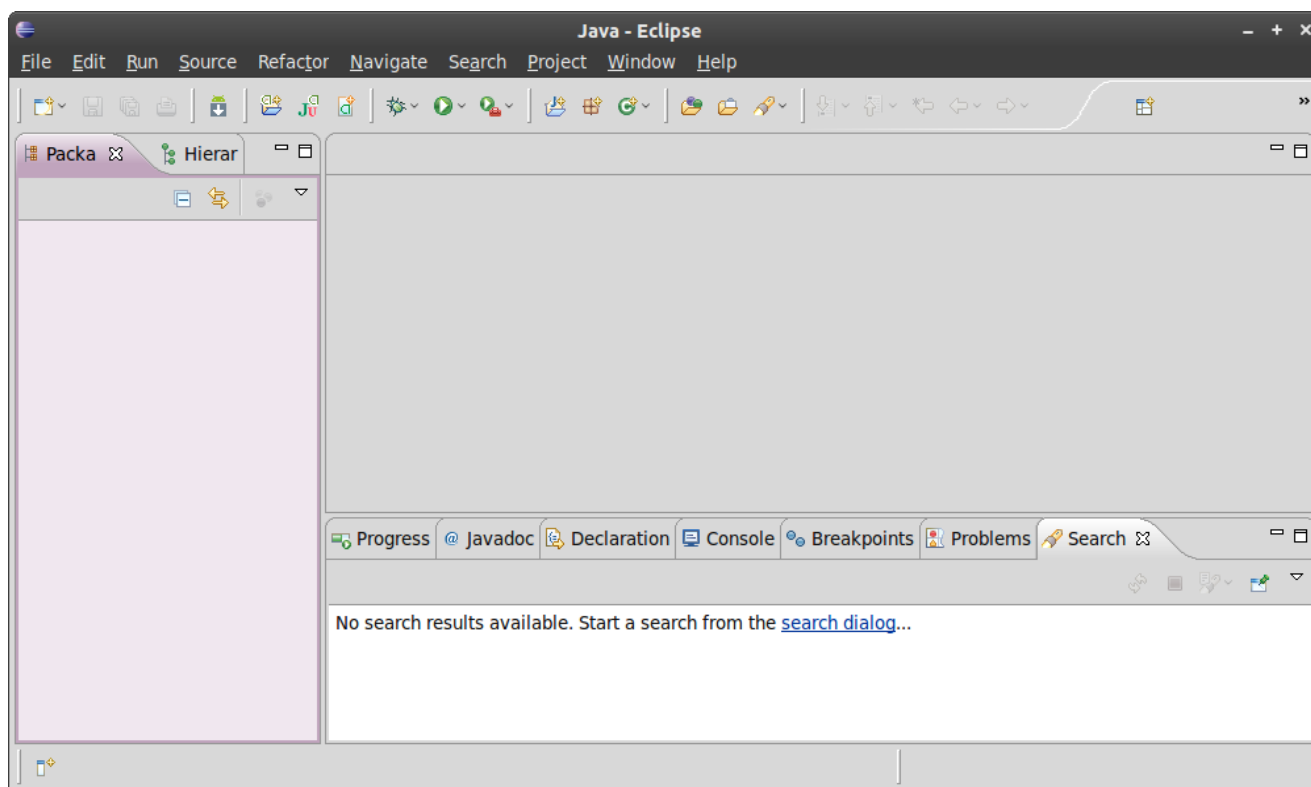 Java - Eclipse
File Edit Run Source Refactor Navigate Search Project Window Help
Packa Hierar
Progress @ Javadoc Declaration Console Breakpoints Problems Search
No search results available. Start a search from the search dialog...